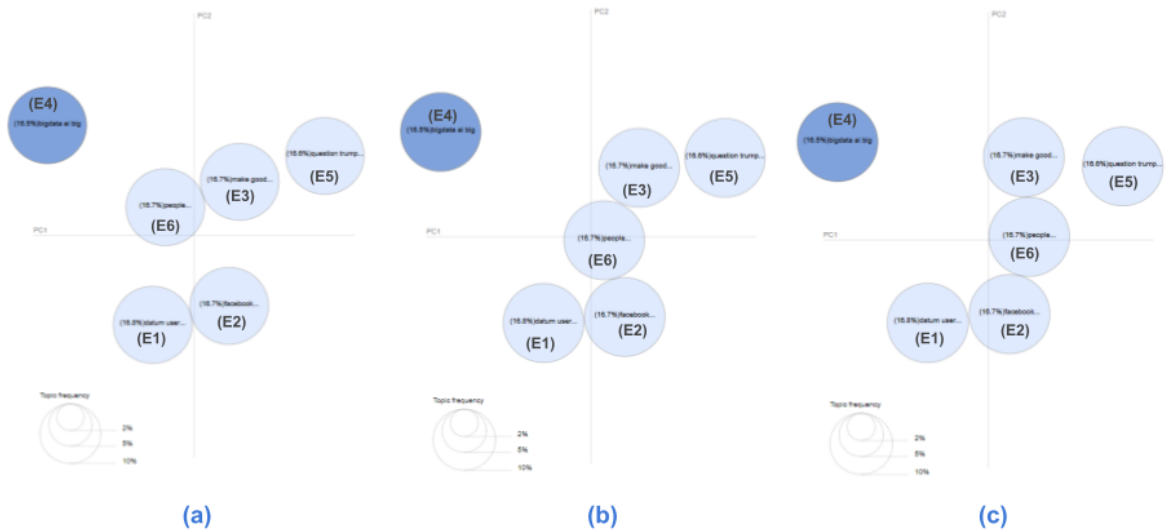 PC2
(E4)
(16.5%)bigdata ai big
(16.6%)question trump...
(E5)
(16.7%)make good...
(E3)
(16.7%)people...
(E6)
PC1
(16.7%)facebook...
(E2)
(16.8%)datum user...
(E1)
Topic frequency
2%
5%
10%
(a)
PC2
(E4)
(16.5%)bigdata ai big
(16.6%)question trump...
(E5)
(16.7%)make good...
(E3)
PC1
(16.7%)people...
(E6)
(16.7%)facebook...
(E2)
(16.8%)datum user...
(E1)
Topic frequency
2%
5%
10%
(b)
PC2
(E4)
(16.5%)bigdata ai big
(16.7%)make good...
(E3)
(16.6%)question trump...
(E5)
PC1
(16.7%)people...
(E6)
(16.7%)facebook...
(E2)
(16.8%)datum user...
(E1)
Topic frequency
2%
5%
10%
(c)